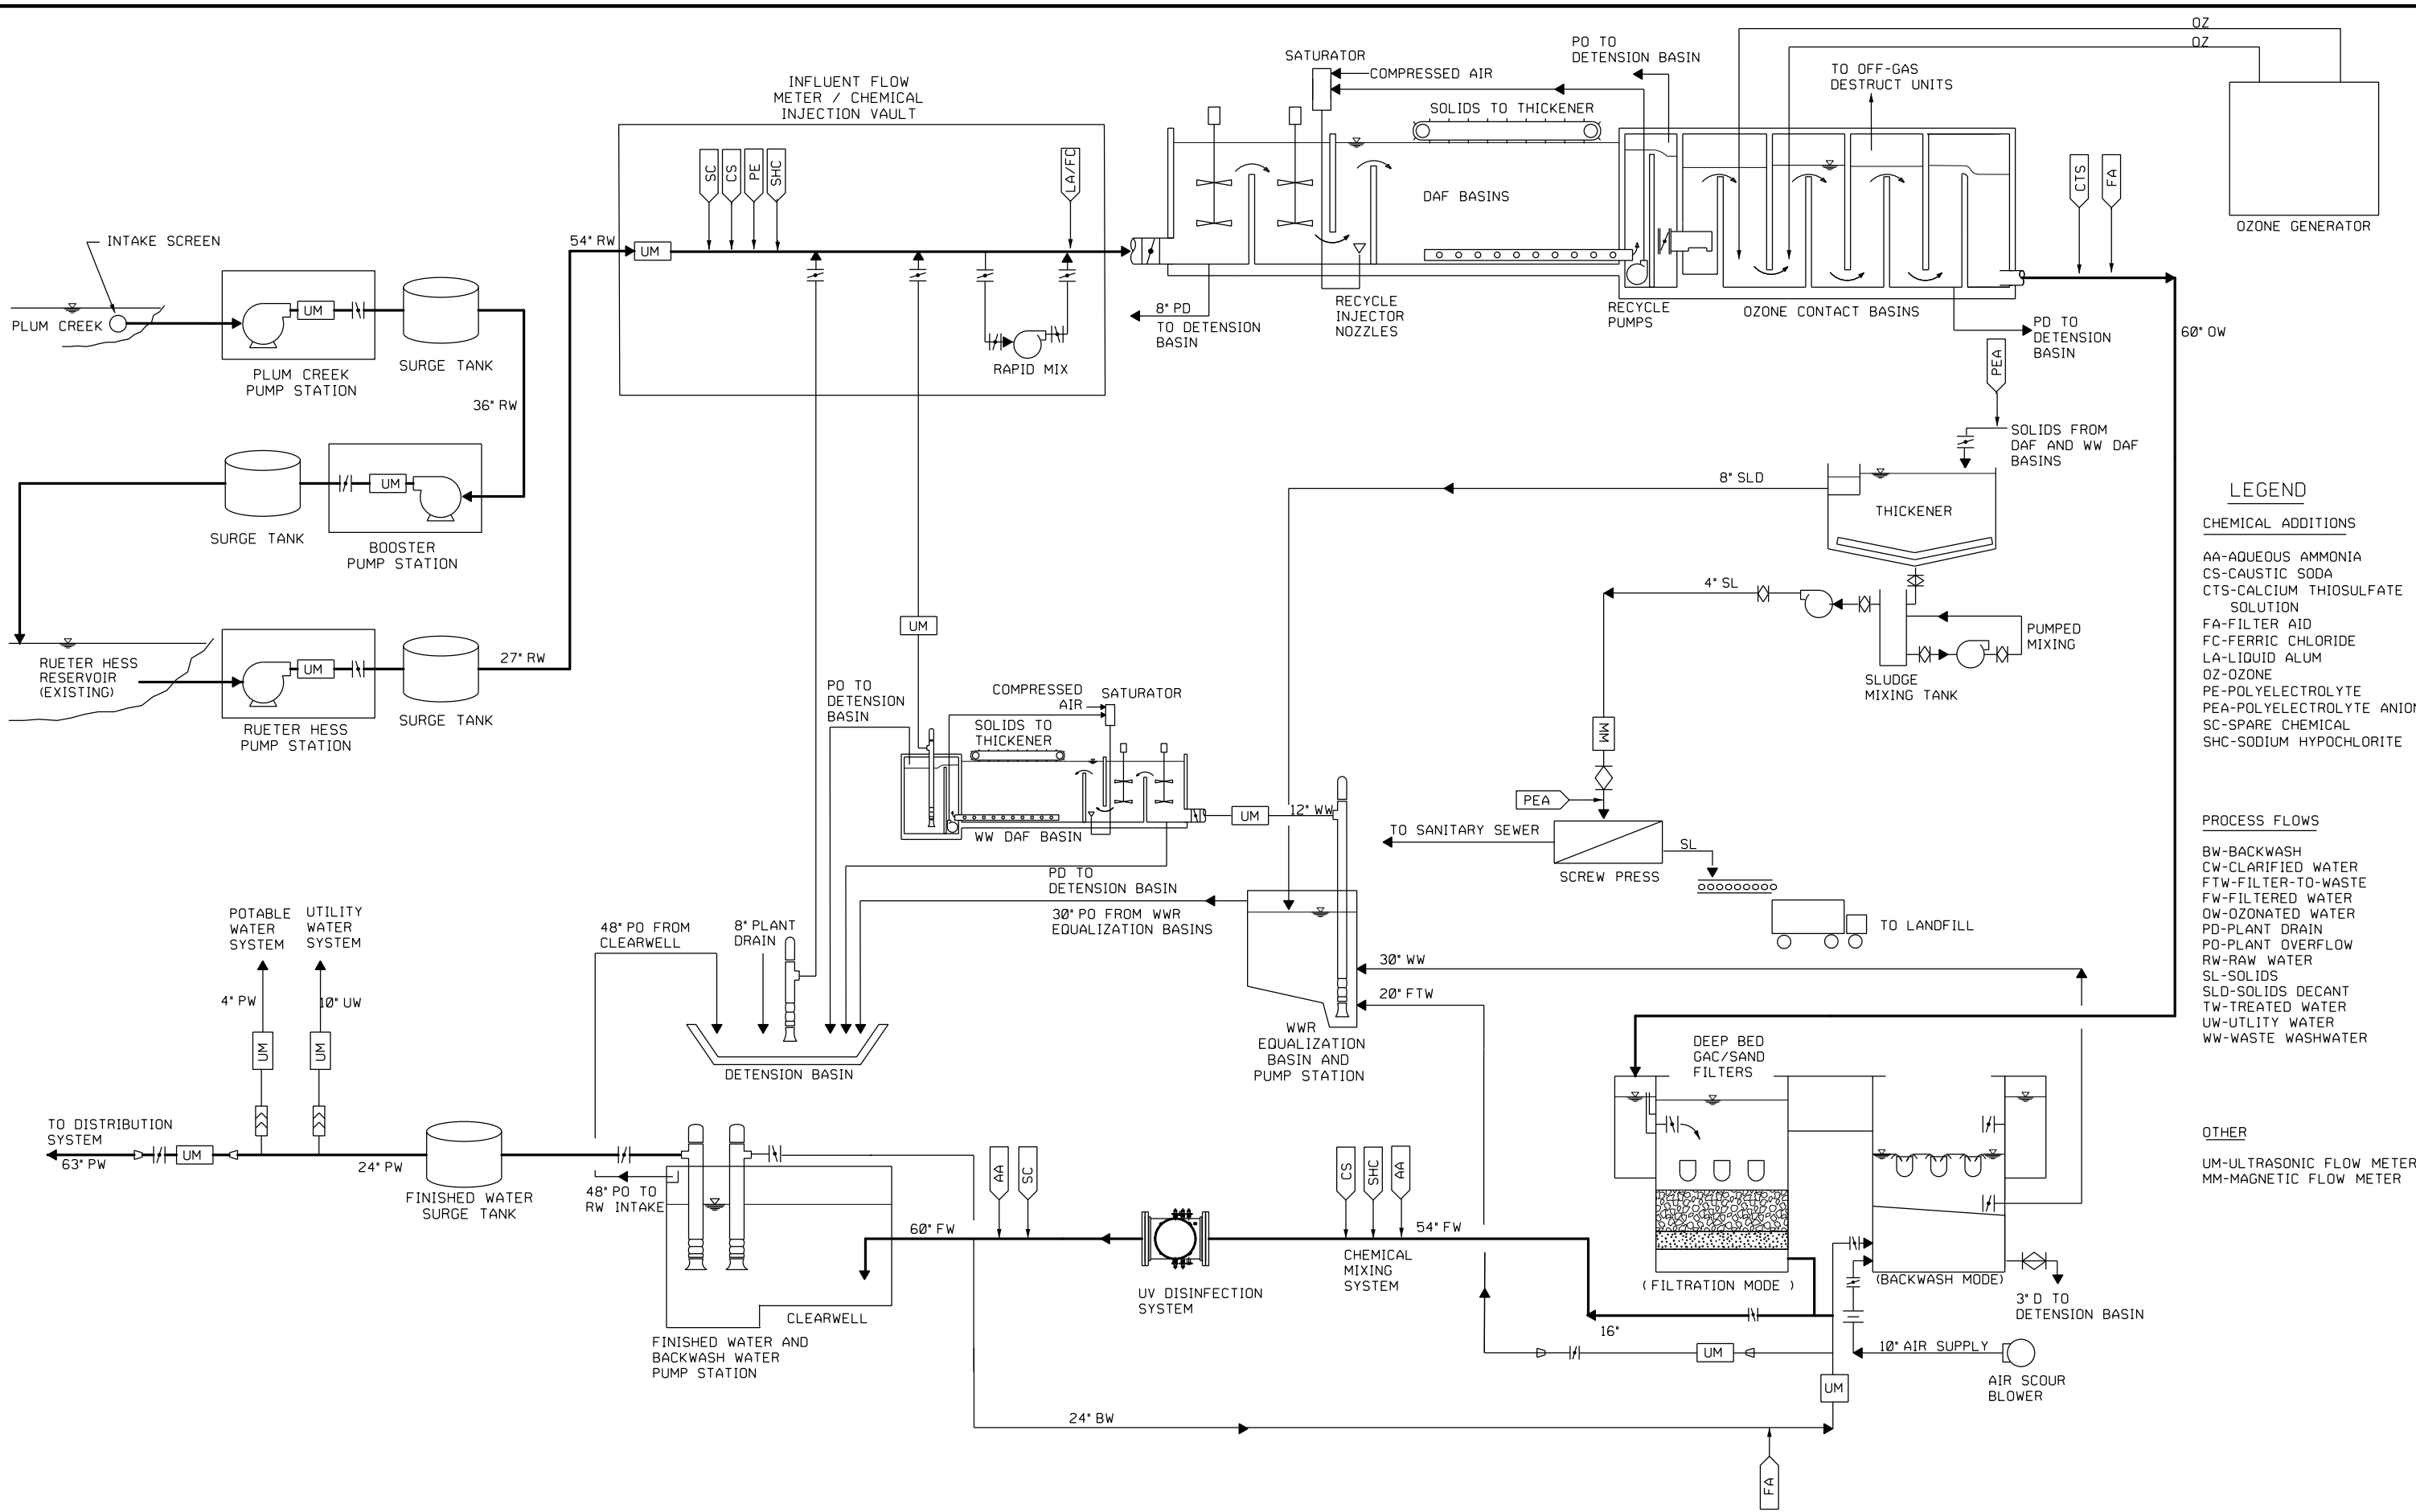 OZ
OZ
PO TO
DETENSION BASIN
SATURATOR
COMPRESSED AIR
TO OFF-GAS
DESTRUCT UNITS
INFLUENT FLOW
METER / CHEMICAL
INJECTION VAULT
SOLIDS TO THICKENER
SC
CS
PE
SHC
LA/FC
CTS
FA
DAF BASINS
OZONE GENERATOR
INTAKE SCREEN
54" RW
UM
UM
PLUM CREEK
PLUM CREEK
PUMP STATION
SURGE TANK
8" PD
TO DETENSION
BASIN
RECYCLE
INJECTOR
NOZZLES
RECYCLE
PUMPS
OZONE CONTACT BASINS
PD TO
DETENSION
BASIN
60" OW
RAPID MIX
PEA
36" RW
SOLIDS FROM
DAF AND WW DAF
BASINS
8" SLD
THICKENER
UM
SURGE TANK
BOOSTER
PUMP STATION
4" SL
PUMPED
MIXING
SLUDGE
MIXING TANK
UM
RUETER HESS
RESERVOIR
(EXISTING)
UM
27" RW
SURGE TANK
RUETER HESS
PUMP STATION
PO TO
DETENSION
BASIN
COMPRESSED
AIR
SATURATOR
SOLIDS TO
THICKENER
MM
PEA
UM
12" WW
WW DAF BASIN
TO SANITARY SEWER
SL
SCREW PRESS
PD TO
DETENSION BASIN
30" PO FROM WWR
EQUALIZATION BASINS
TO LANDFILL
POTABLE
WATER
SYSTEM
UTILITY
WATER
SYSTEM
48" PO FROM
CLEARWELL
8" PLANT
DRAIN
30" WW
20" FTW
4" PW
10" UW
UM
UM
DETENSION BASIN
WWR
EQUALIZATION
BASIN AND
PUMP STATION
DEEP BED
GAC/SAND
FILTERS
TO DISTRIBUTION
SYSTEM
UM
63" PW
24" PW
FINISHED WATER
SURGE TANK
48" PO TO
RW INTAKE
AA
SC
CS
SHC
AA
60" FW
54" FW
CHEMICAL
MIXING
SYSTEM
UV DISINFECTION
SYSTEM
CLEARWELL
FINISHED WATER AND
BACKWASH WATER
PUMP STATION
( FILTRATION MODE )
(BACKWASH MODE)
3" D TO
DETENSION BASIN
16"
UM
10" AIR SUPPLY
AIR SCOUR
BLOWER
UM
24" BW
FA
LEGEND
CHEMICAL ADDITIONS
AA-AQUEOUS AMMONIA
CS-CAUSTIC SODA
CTS-CALCIUM THIOSULFATE
SOLUTION
FA-FILTER AID
FC-FERRIC CHLORIDE
LA-LIQUID ALUM
OZ-OZONE
PE-POLYELECTROLYTE
PEA-POLYELECTROLYTE ANION
SC-SPARE CHEMICAL
SHC-SODIUM HYPOCHLORITE
PROCESS FLOWS
BW-BACKWASH
CW-CLARIFIED WATER
FTW-FILTER-TO-WASTE
FW-FILTERED WATER
OW-OZONATED WATER
PD-PLANT DRAIN
PO-PLANT OVERFLOW
RW-RAW WATER
SL-SOLIDS
SLD-SOLIDS DECANT
TW-TREATED WATER
UW-UTLITY WATER
WW-WASTE WASHWATER
OTHER
UM-ULTRASONIC FLOW METER
MM-MAGNETIC FLOW METER